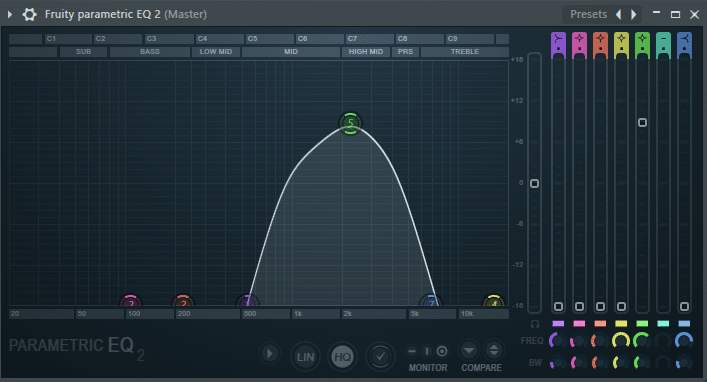 Fruity parametric EQ 2 (Master) Presets
C1 C2 C3 C4 C5 C6 C7 C8 C9
SUB BASS LOW MID MID HIGH MID PRS TREBLE
+18
+12
+6
0
-6
-12
-18
5
2 3 1 7 4
20 50 100 200 500 1k 2k 5k 10k
PARAMETRIC EQ 2
LIN HQ
MONITOR COMPARE
FREQ
BW